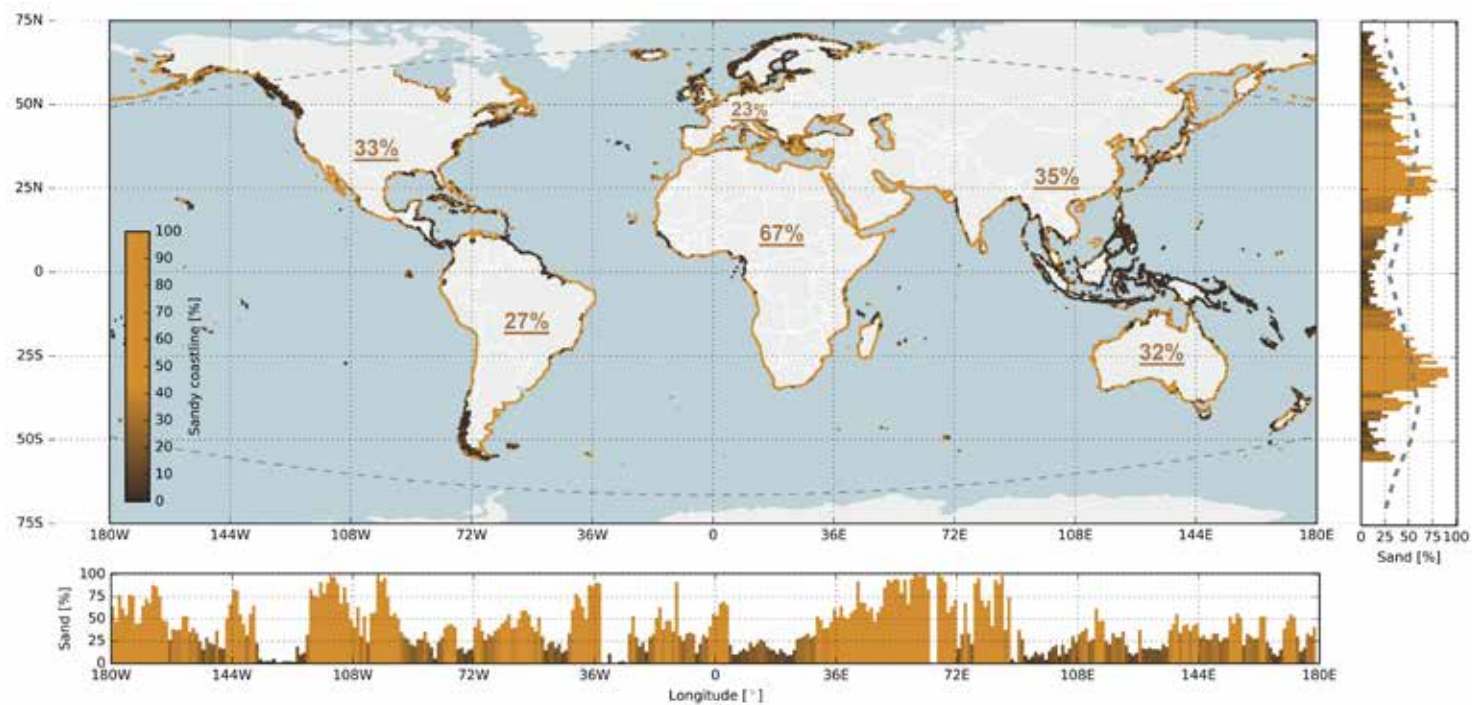 75N
50N
25N
0
25S
50S
75S
33%
23%
35%
67%
27%
32%
100
90
80
70
60
50
40
30
20
10
0
Sandy coastline [%]
180W 144W 108W 72W 36W 0 36E 72E 108E 144E 180E
0 25 50 75 100
Sand [%]
100
75
50
25
0
Sand [%]
180W 144W 108W 72W 36W 0 36E 72E 108E 144E 180E
Longitude [°]